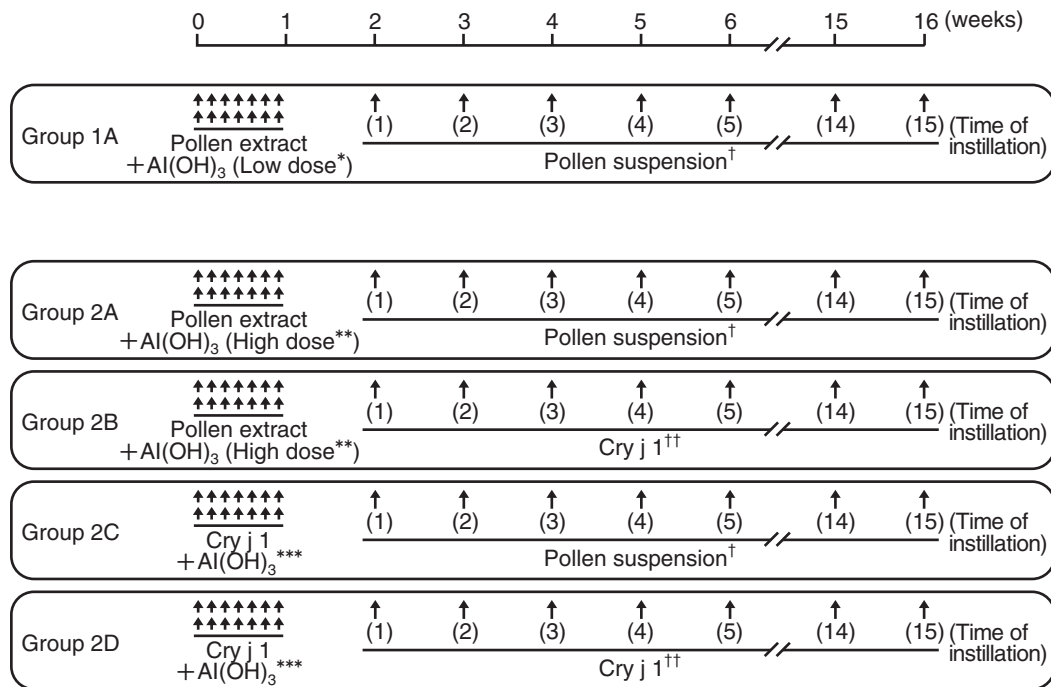 0 1 2 3 4 5 6 15 16 (weeks)
Group 1A
Pollen extract
+Al(OH)₃ (Low dose*)
(1) (2) (3) (4) (5) (14) (15) (Time of
instillation)
Pollen suspension†
Group 2A
Pollen extract
+Al(OH)₃ (High dose**)
(1) (2) (3) (4) (5) (14) (15) (Time of
instillation)
Pollen suspension†
Group 2B
Pollen extract
+Al(OH)₃ (High dose**)
(1) (2) (3) (4) (5) (14) (15) (Time of
instillation)
Cry j 1††
Group 2C
Cry j 1
+Al(OH)₃***
(1) (2) (3) (4) (5) (14) (15) (Time of
instillation)
Pollen suspension†
Group 2D
Cry j 1
+Al(OH)₃***
(1) (2) (3) (4) (5) (14) (15) (Time of
instillation)
Cry j 1††